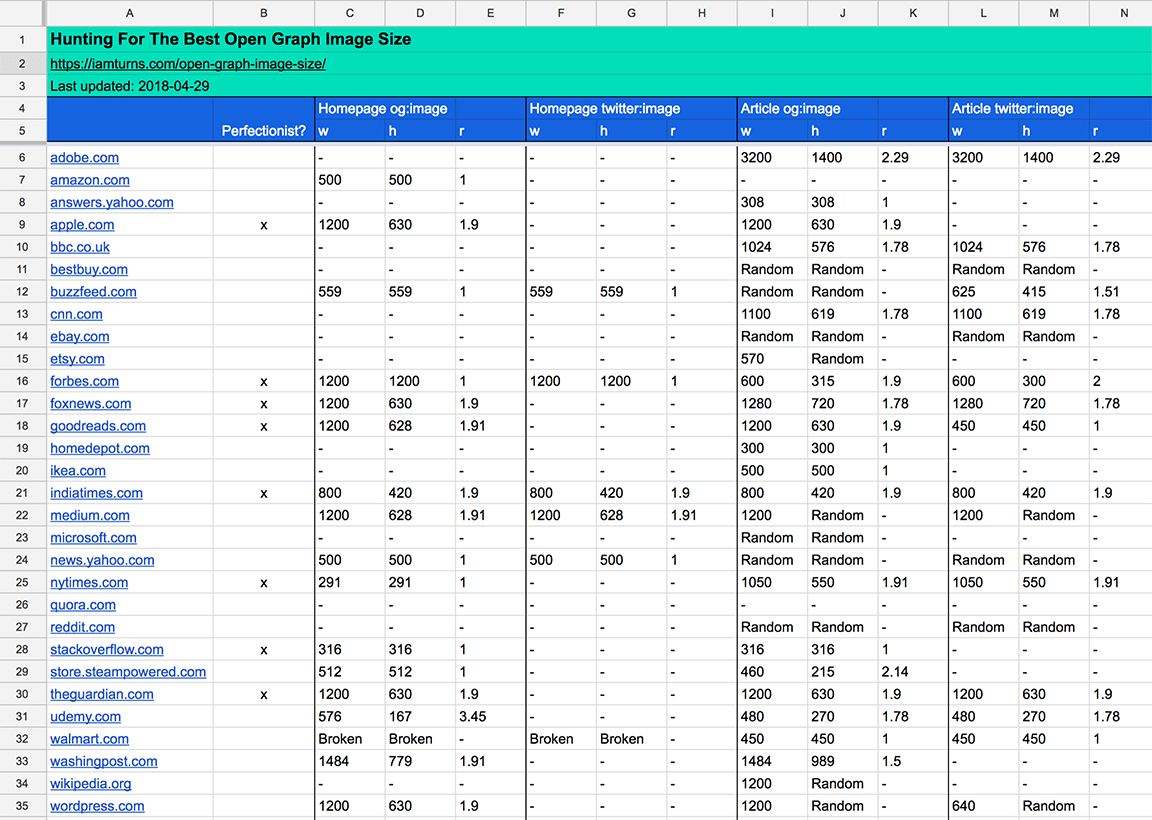 A B C D E F G H I J K L M N
1 Hunting For The Best Open Graph Image Size
2 https://iamturns.com/open-graph-image-size/
3 Last updated: 2018-04-29
4 Homepage og:image Homepage twitter:image Article og:image Article twitter:image
5 Perfectionist? w h r w h r w h r w h r
6 adobe.com - - - - - - 3200 1400 2.29 3200 1400 2.29
7 amazon.com 500 500 1 - - - - - - - - -
8 answers.yahoo.com - - - - - - 308 308 1 - - -
9 apple.com x 1200 630 1.9 - - - 1200 630 1.9 - - -
10 bbc.co.uk - - - - - - 1024 576 1.78 1024 576 1.78
11 bestbuy.com - - - - - - Random Random - Random Random -
12 buzzfeed.com 559 559 1 559 559 1 Random Random - 625 415 1.51
13 cnn.com - - - - - - 1100 619 1.78 1100 619 1.78
14 ebay.com - - - - - - Random Random - Random Random -
15 etsy.com - - - - - - 570 Random - - - -
16 forbes.com x 1200 1200 1 1200 1200 1 600 315 1.9 600 300 2
17 foxnews.com x 1200 630 1.9 - - - 1280 720 1.78 1280 720 1.78
18 goodreads.com x 1200 628 1.91 - - - 1200 630 1.9 450 450 1
19 homedepot.com - - - - - - 300 300 1 - - -
20 ikea.com - - - - - - 500 500 1 - - -
21 indiatimes.com x 800 420 1.9 800 420 1.9 800 420 1.9 800 420 1.9
22 medium.com 1200 628 1.91 1200 628 1.91 1200 Random - 1200 Random -
23 microsoft.com - - - - - - Random Random - - - -
24 news.yahoo.com 500 500 1 500 500 1 Random Random - Random Random -
25 nytimes.com x 291 291 1 - - - 1050 550 1.91 1050 550 1.91
26 quora.com - - - - - - - - - - - -
27 reddit.com - - - - - - Random Random - Random Random -
28 stackoverflow.com x 316 316 1 - - - 316 316 1 - - -
29 store.steampowered.com 512 512 1 - - - 460 215 2.14 - - -
30 theguardian.com x 1200 630 1.9 - - - 1200 630 1.9 1200 630 1.9
31 udemy.com 576 167 3.45 - - - 480 270 1.78 480 270 1.78
32 walmart.com Broken Broken - Broken Broken - 450 450 1 450 450 1
33 washingpost.com 1484 779 1.91 - - - 1484 989 1.5 - - -
34 wikipedia.org - - - - - - 1200 Random - - - -
35 wordpress.com 1200 630 1.9 - - - 1200 Random - 640 Random -